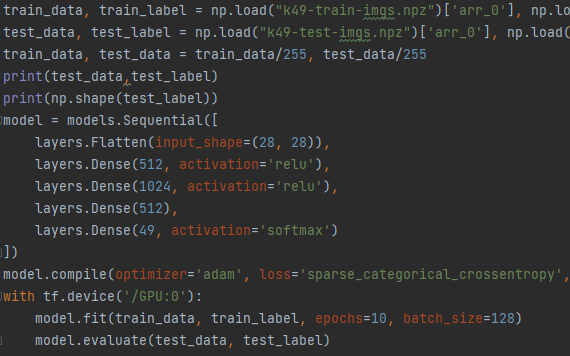 train_data, train_label = np.load("k49-train-imgs.npz")['arr_0'], np.lo
test_data, test_label = np.load("k49-test-imgs.npz")['arr_0'], np.load(
train_data, test_data = train_data/255, test_data/255
print(test_data,test_label)
print(np.shape(test_label))
model = models.Sequential([
    layers.Flatten(input_shape=(28, 28)),
    layers.Dense(512, activation='relu'),
    layers.Dense(1024, activation='relu'),
    layers.Dense(512),
    layers.Dense(49, activation='softmax')
])
model.compile(optimizer='adam', loss='sparse_categorical_crossentropy',
with tf.device('/GPU:0'):
    model.fit(train_data, train_label, epochs=10, batch_size=128)
    model.evaluate(test_data, test_label)